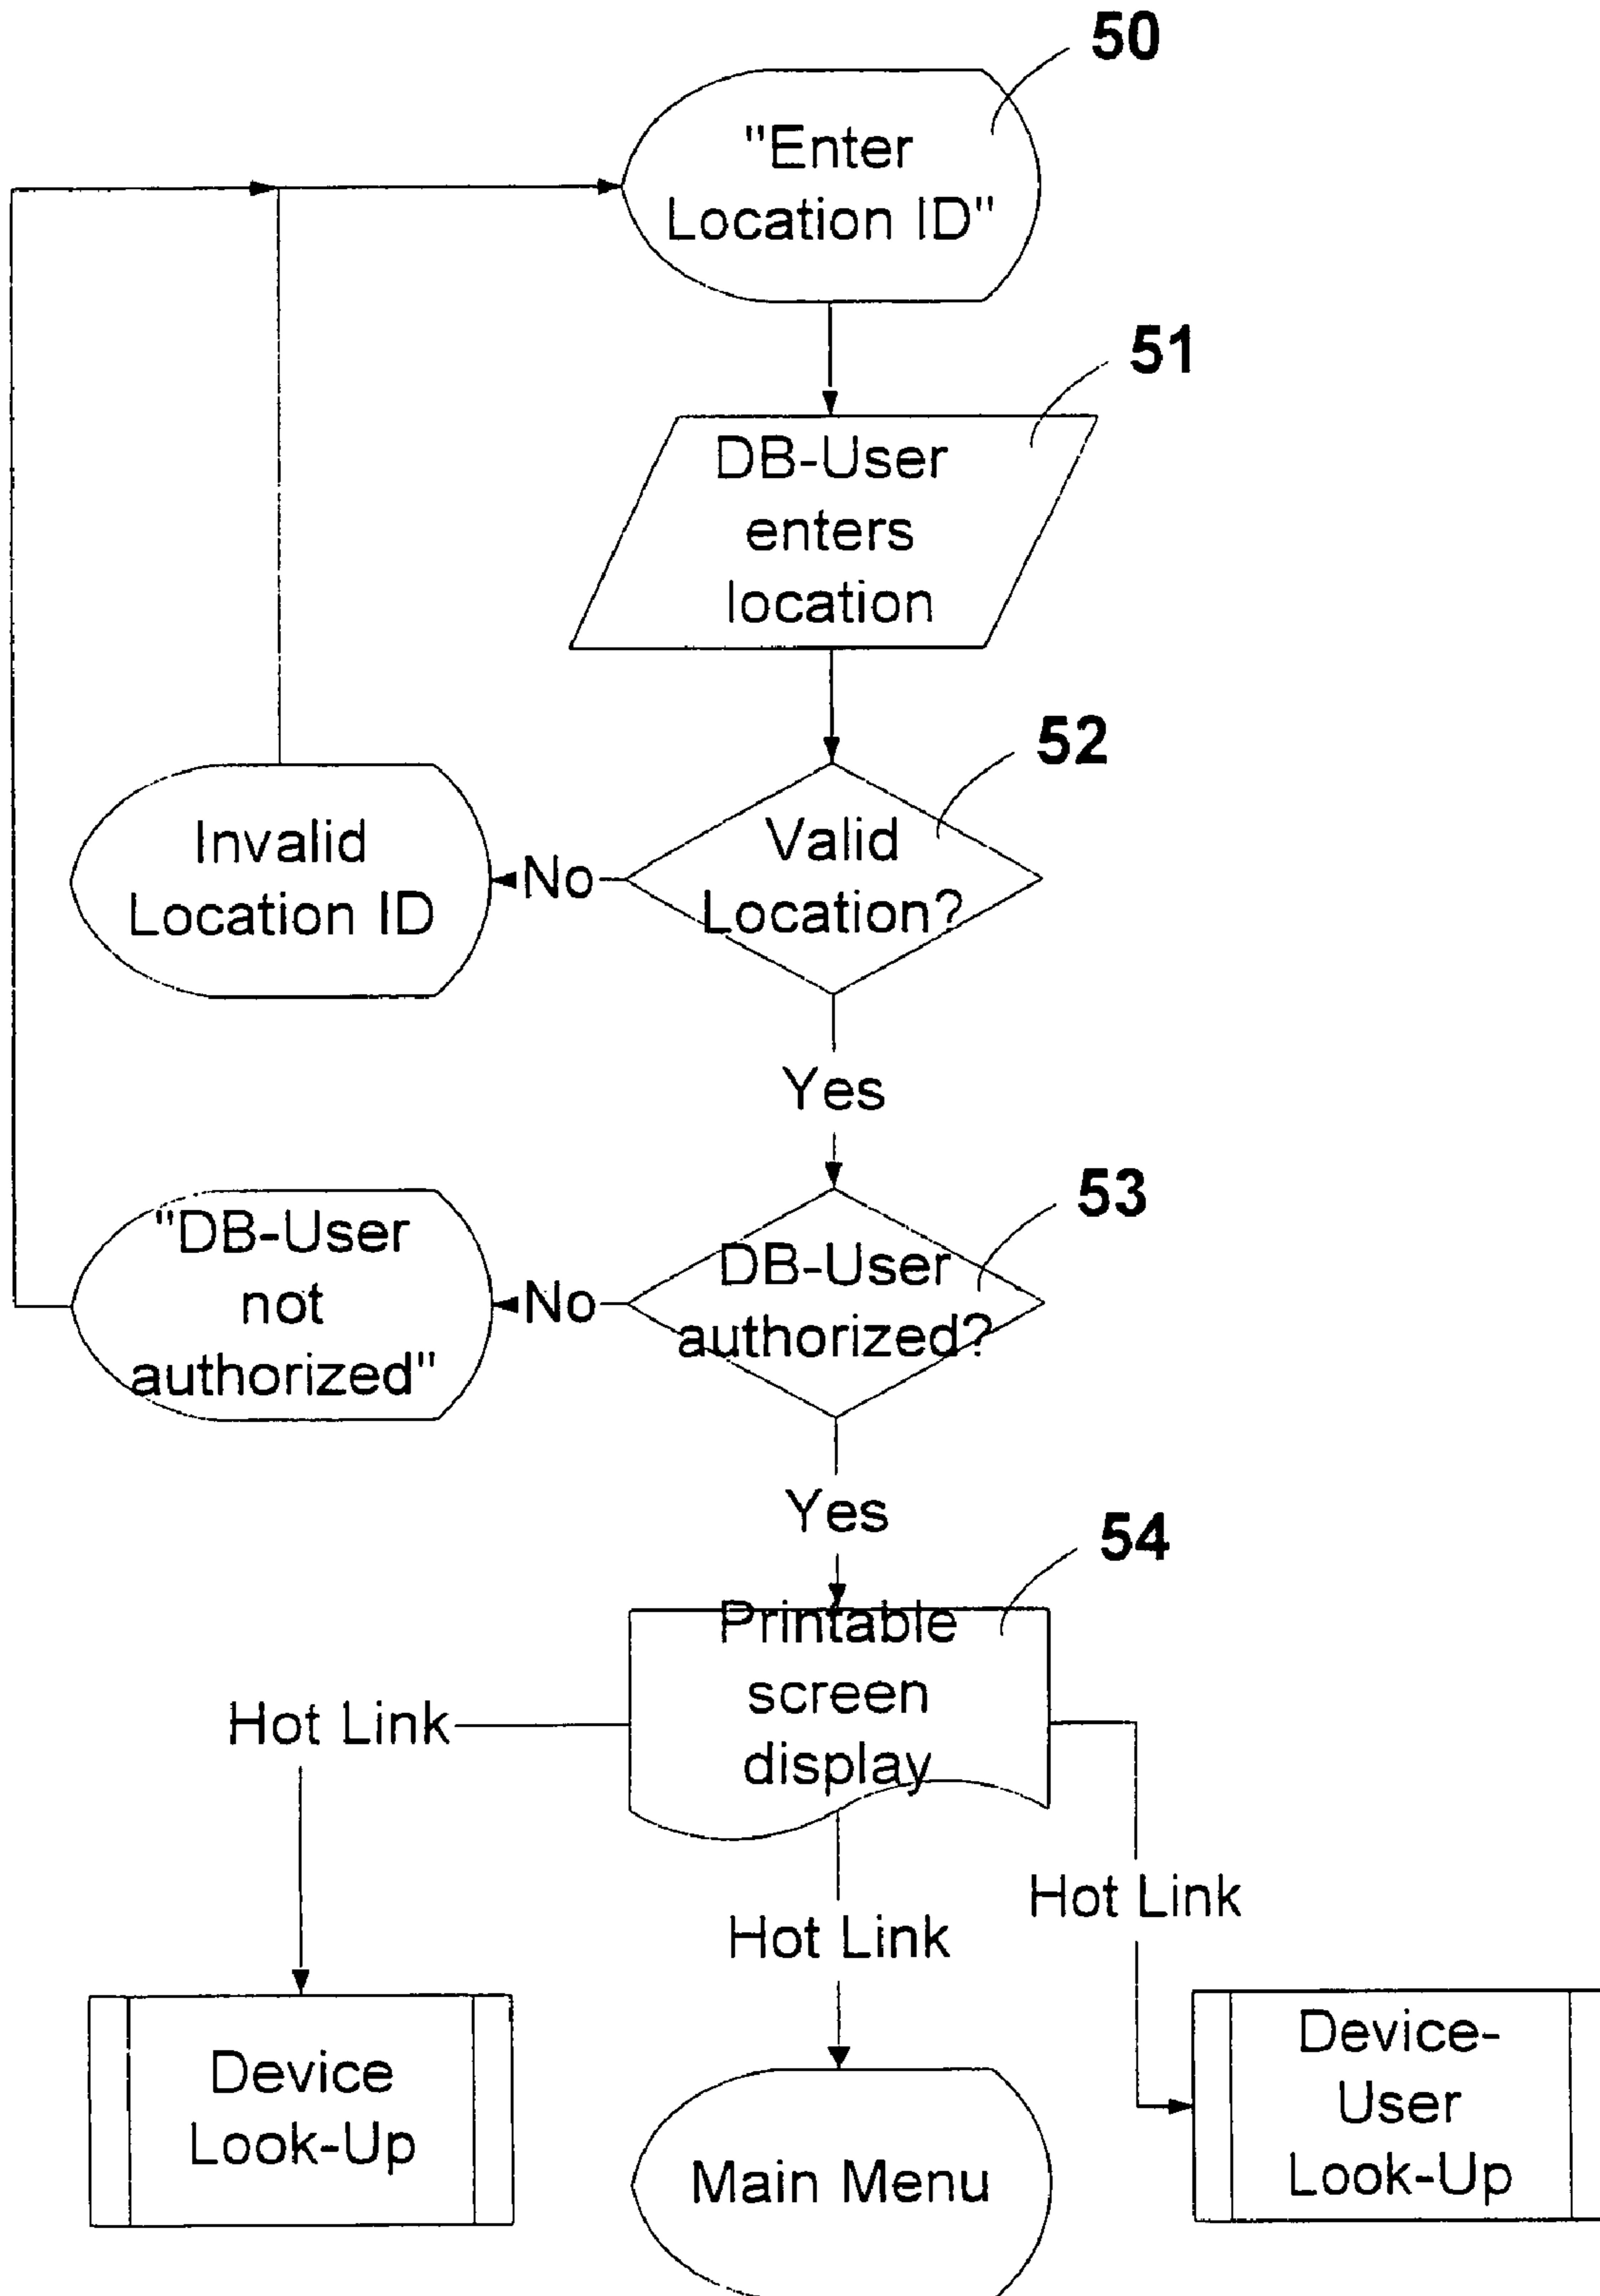 50
"Enter
Location ID"
51
DB-User
enters
location
52
Valid
Location?
No
Invalid
Location ID
Yes
53
DB-User
authorized?
No
"DB-User
not
authorized"
Yes
54
Printable
screen
display
Hot Link
Hot Link
Hot Link
Device
Look-Up
Main Menu
Device-
User
Look-Up